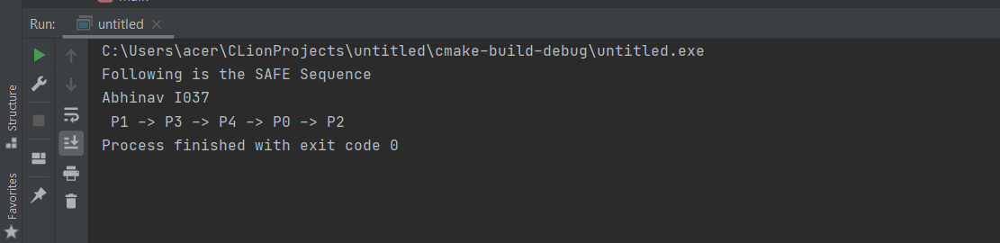 Run: untitled
C:\Users\acer\CLionProjects\untitled\cmake-build-debug\untitled.exe
Following is the SAFE Sequence
Abhinav I037
P1 -> P3 -> P4 -> P0 -> P2
Process finished with exit code 0
Structure
Favorites